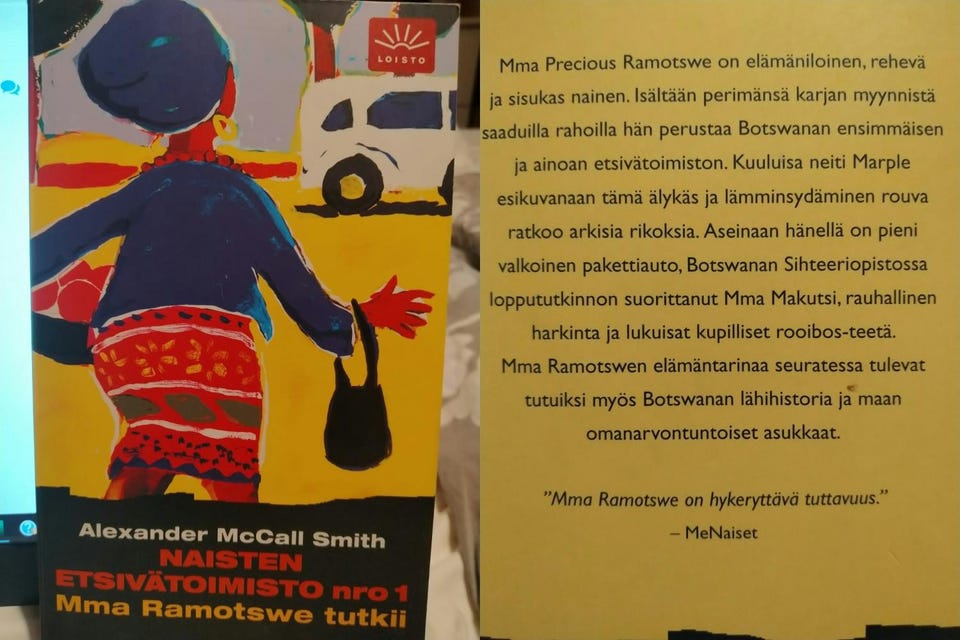 LOISTO
Alexander McCall Smith
NAISTEN
ETSIVÄTOIMISTO nro 1
Mma Ramotswe tutkii
Mma Precious Ramotswe on elämäniloinen, rehevä
ja sisukas nainen. Isältään perimänsä karjan myynnistä
saaduilla rahoilla hän perustaa Botswanan ensimmäisen
ja ainoan etsivätoimiston. Kuuluisa neiti Marple
esikuvanaan tämä älykäs ja lämminsydäminen rouva
ratkoo arkisia rikoksia. Aseinaan hänellä on pieni
valkoinen pakettiauto, Botswanan Sihteeriopistossa
loppututkinnon suorittanut Mma Makutsi, rauhallinen
harkinta ja lukuisat kupilliset rooibos-teetä.
Mma Ramotswen elämäntarinaa seuratessa tulevat
tutuiksi myös Botswanan lähihistoria ja maan
omanarvontuntoiset asukkaat.
"Mma Ramotswe on hykeryttävä tuttavuus."
– MeNaiset